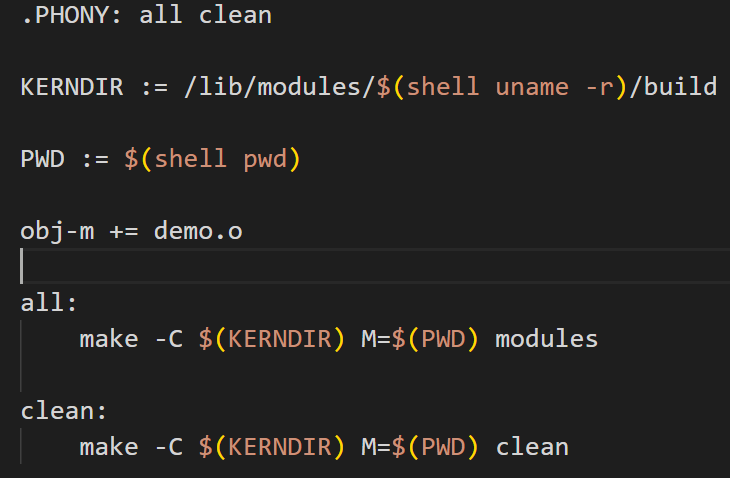 .PHONY: all clean
KERNDIR := /lib/modules/$(shell uname -r)/build
PWD := $(shell pwd)
obj-m += demo.o
all:
    make -C $(KERNDIR) M=$(PWD) modules
clean:
    make -C $(KERNDIR) M=$(PWD) clean